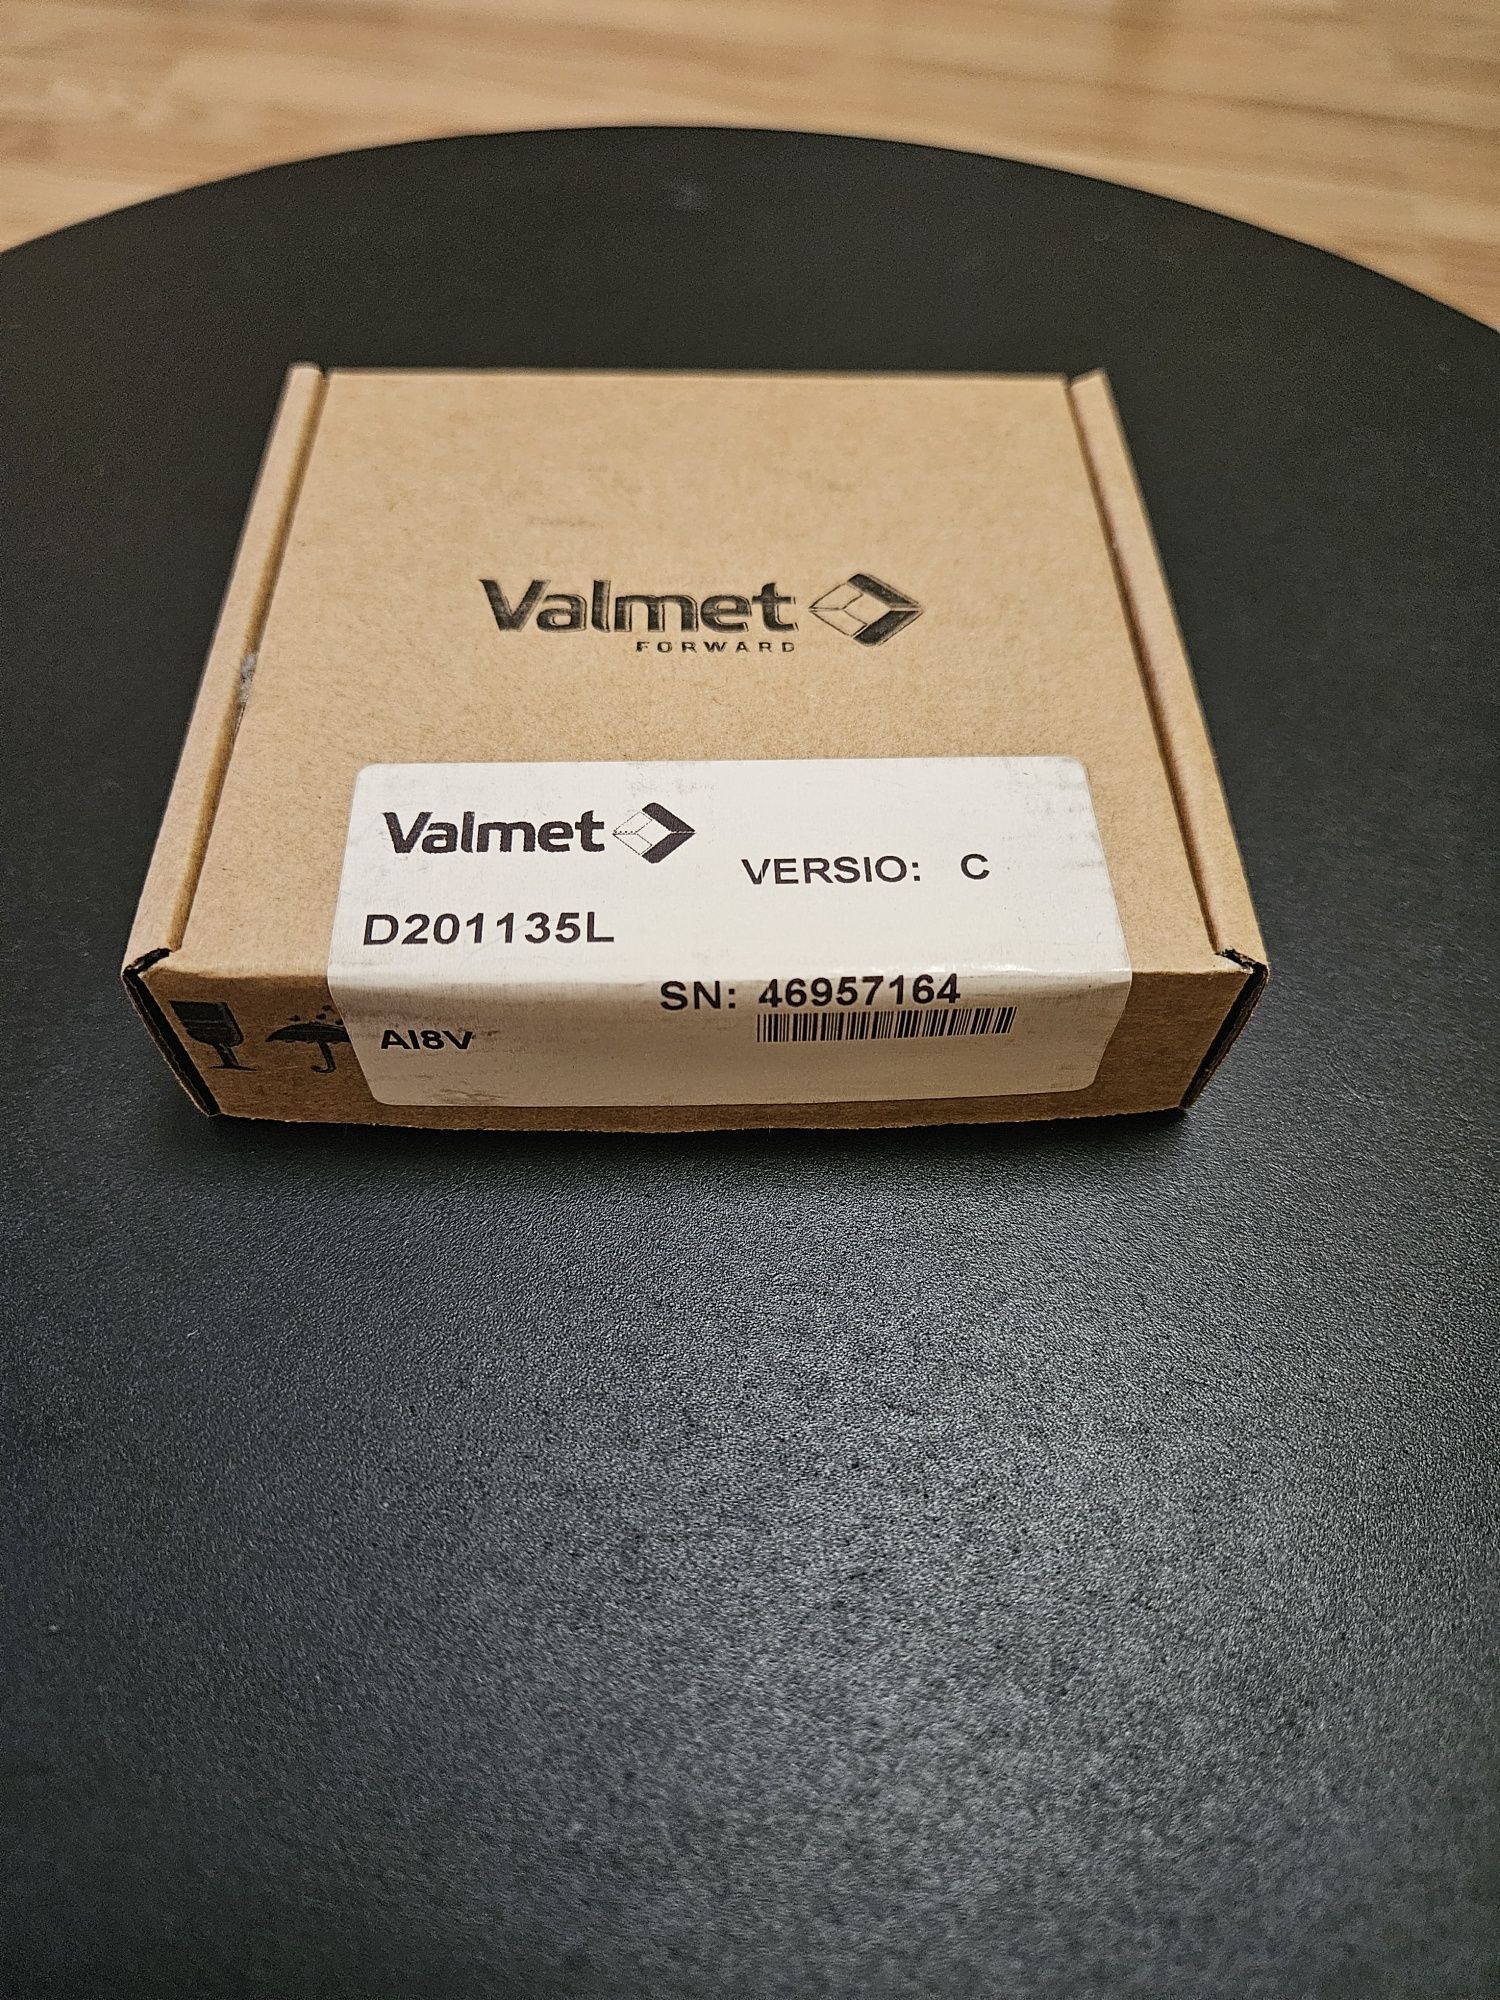 Valmet
FORWARD
Valmet
VERSIO: C
D201135L
SN: 46957164
AI8V